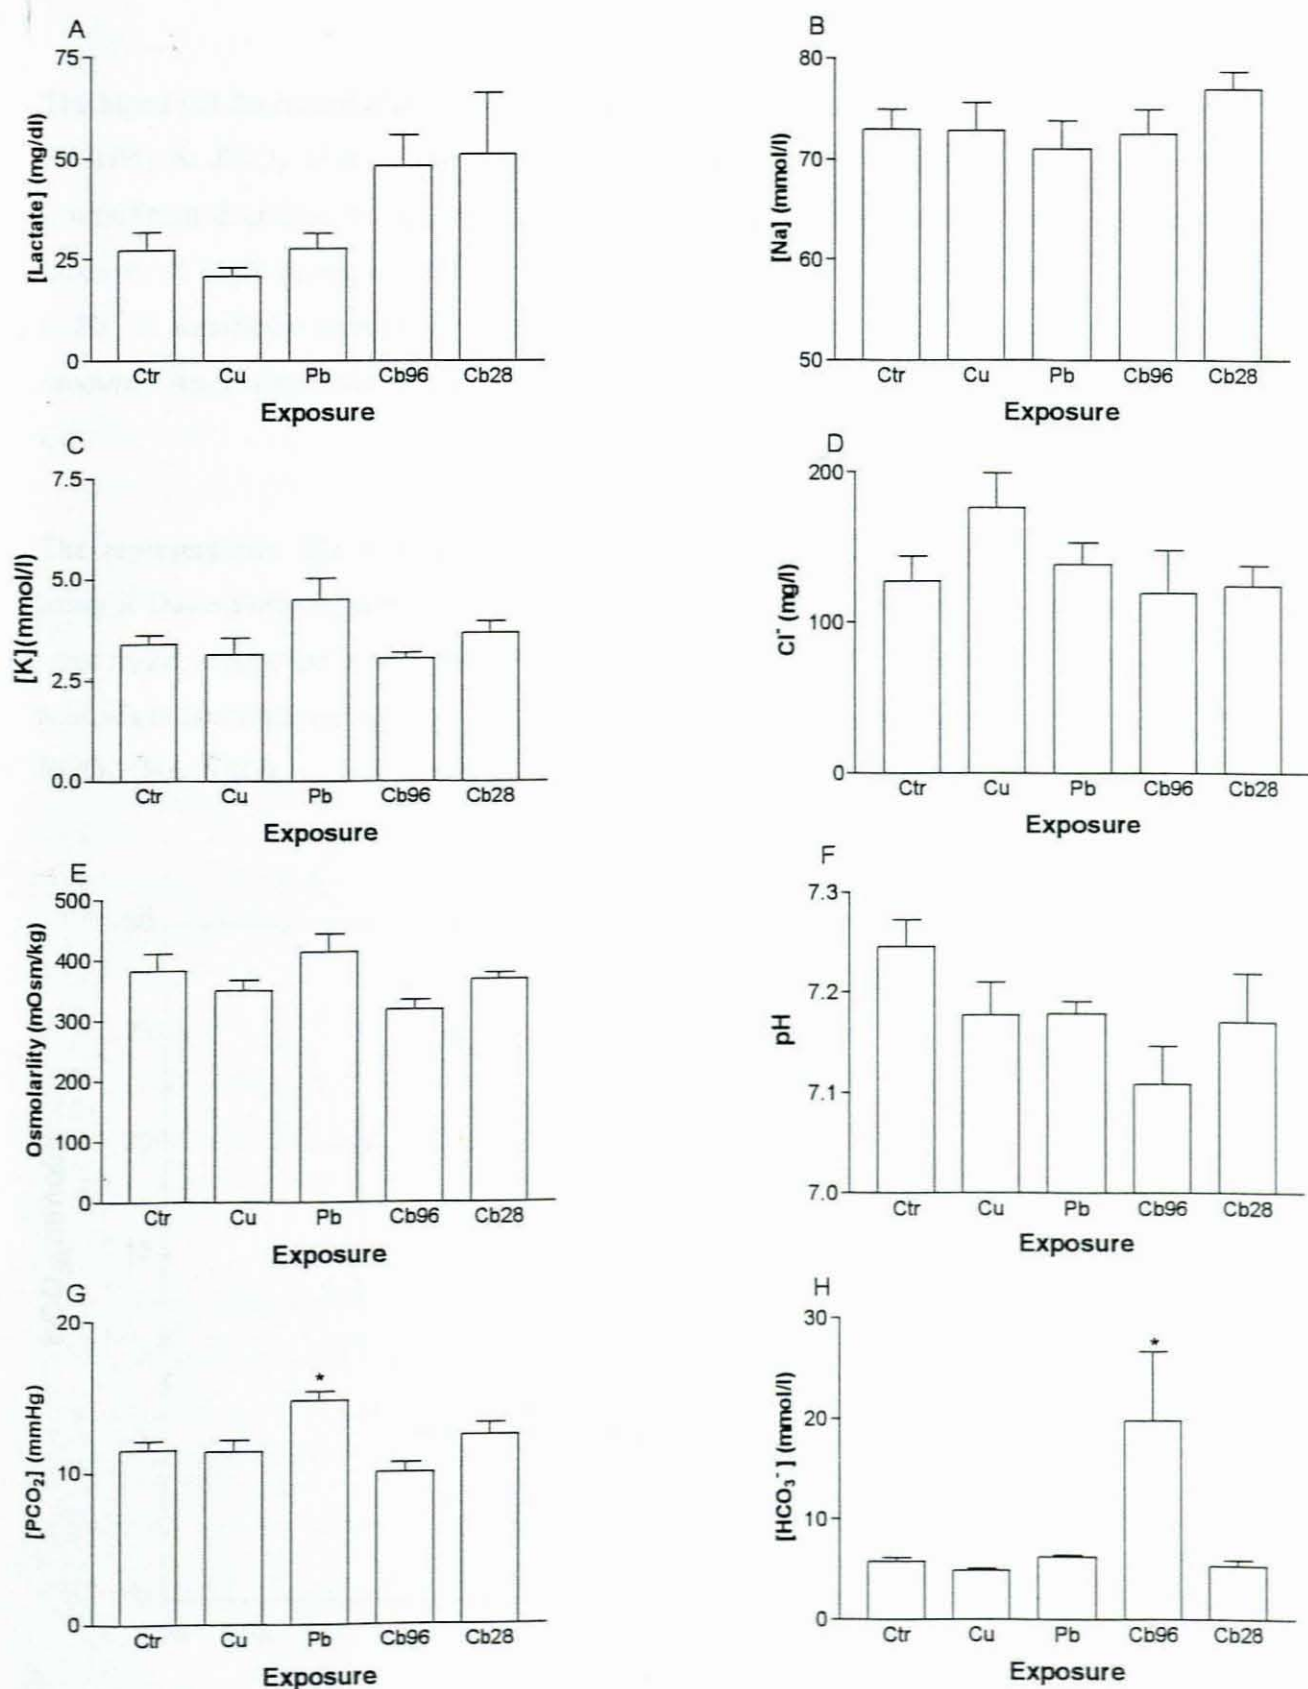 A
[Lactate] (mg/dl)
75
50
25
0
Ctr Cu Pb Cb96 Cb28
Exposure
B
[Na] (mmol/l)
80
70
60
50
Ctr Cu Pb Cb96 Cb28
Exposure
C
[K](mmol/l)
7.5
5.0
2.5
0.0
Ctr Cu Pb Cb96 Cb28
Exposure
D
Cl⁻ (mg/l)
200
100
0
Ctr Cu Pb Cb96 Cb28
Exposure
E
Osmolarlity (mOsm/kg)
500
400
300
200
100
0
Ctr Cu Pb Cb96 Cb28
Exposure
F
pH
7.3
7.2
7.1
7.0
Ctr Cu Pb Cb96 Cb28
Exposure
G
[PCO₂] (mmHg)
20
10
0
*
Ctr Cu Pb Cb96 Cb28
Exposure
H
[HCO₃⁻] (mmol/l)
30
20
10
0
*
Ctr Cu Pb Cb96 Cb28
Exposure